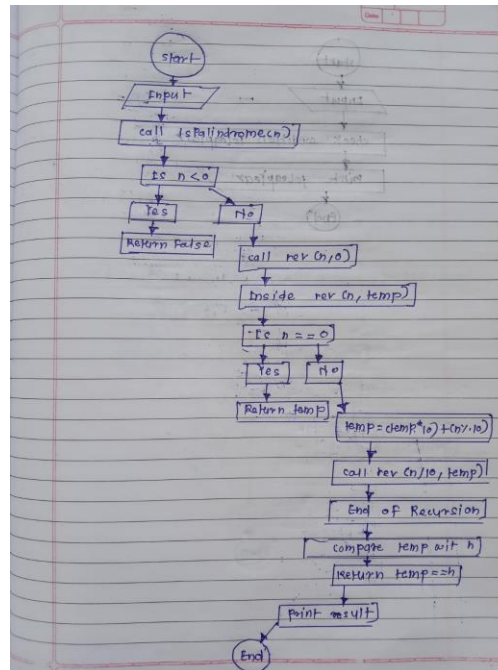 Date
Start
Input
call isPalindrome(n)
Is n < 0
Yes
No
Return False
call rev(n,0)
Inside rev(n, temp)
Is n == 0
Yes
No
Return temp
temp=(temp*10)+(n%10)
call rev(n/10, temp)
End of Recursion
compare temp wit n
Return temp==n
print result
End